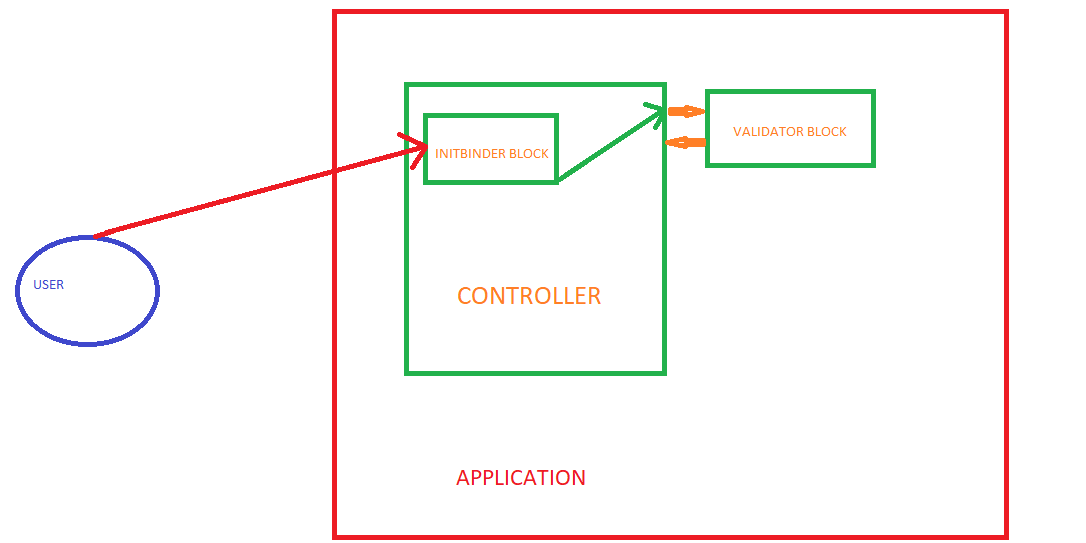 VALIDATOR BLOCK
INITBINDER BLOCK
USER
CONTROLLER
APPLICATION